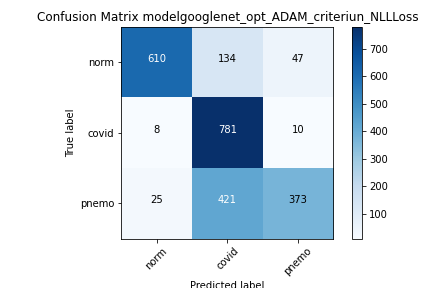 Confusion Matrix modelgooglenet_opt_ADAM_criteriun_NLLLoss
norm 610 134 47
covid 8 781 10
pnemo 25 421 373
True label
norm covid pnemo
Predicted label
700
600
500
400
300
200
100